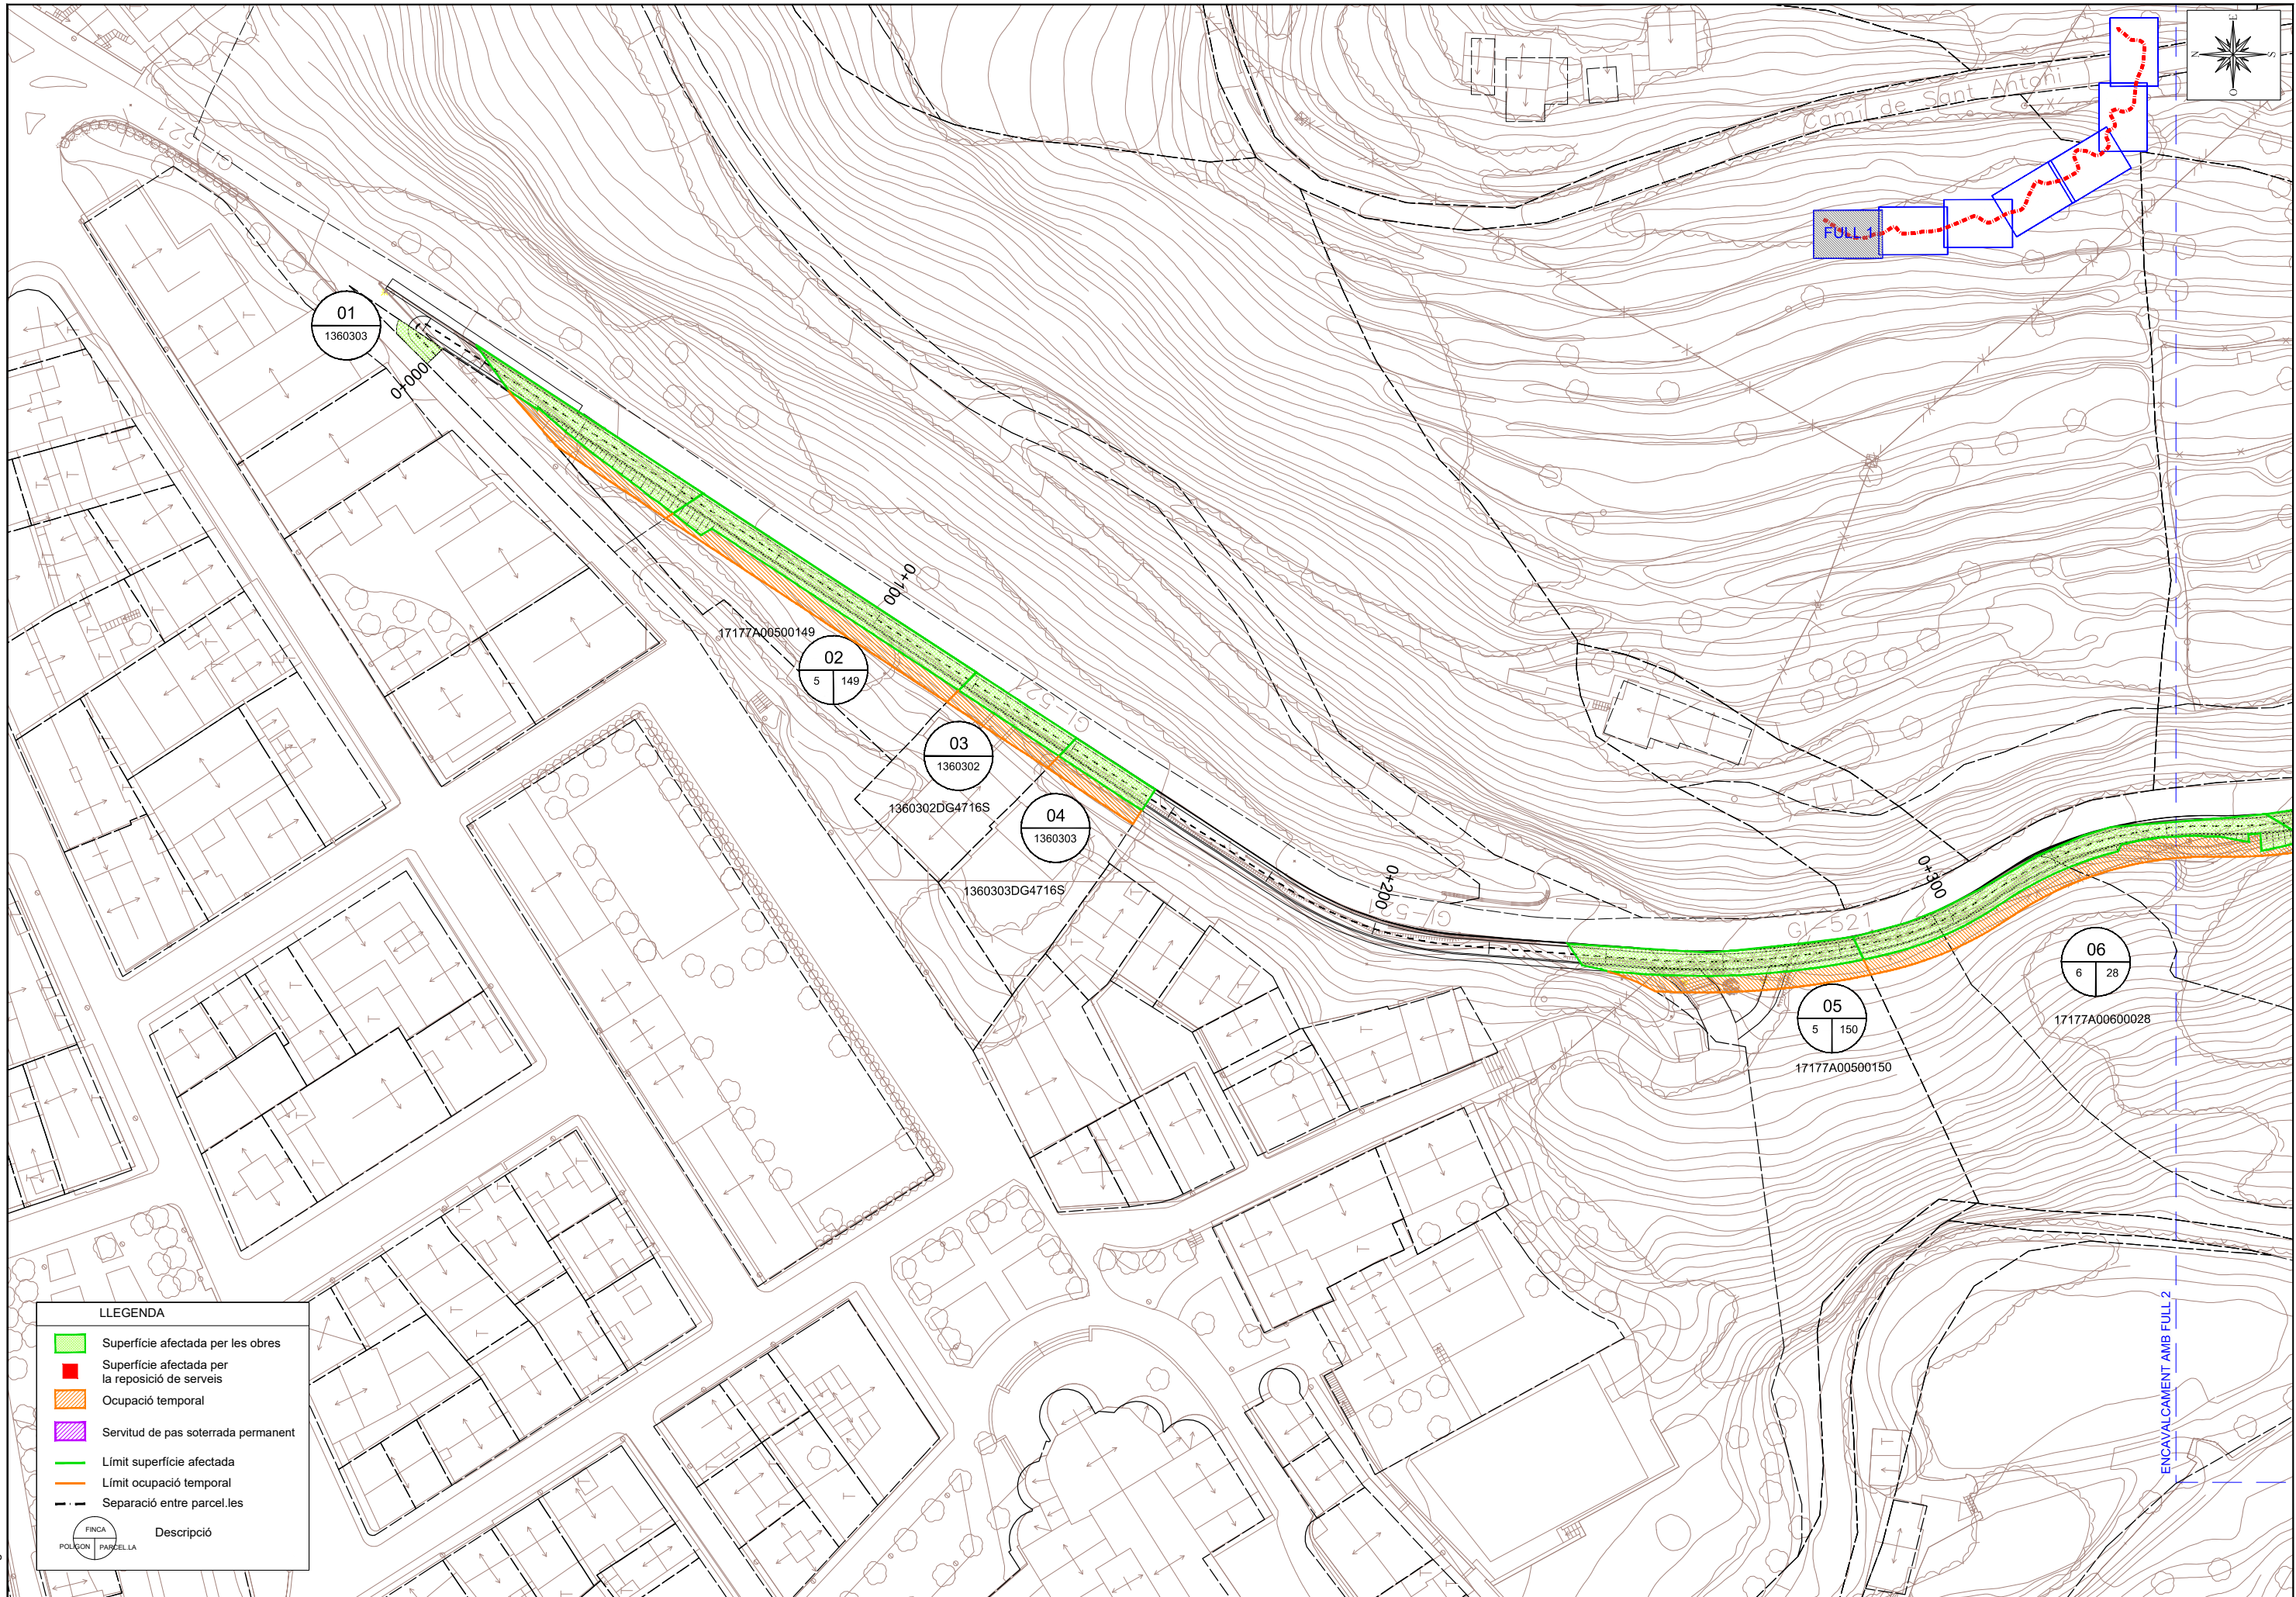 E
N
S
O
Camí de Sant Antoni
FULL 1
GI-521
01
1360303
0+000
0+100
17177A00500149
02
5 149
GI-521
03
1360302
1360302DG4716S
04
1360303
1360303DG4716S
0+200
GI-521
GI-521
0+300
05
5 150
17177A00500150
06
6 28
17177A00600028
ENCAVALCAMENT AMB FULL 2
LLEGENDA
Superfície afectada per les obres
Superfície afectada per
la reposició de serveis
Ocupació temporal
Servitud de pas soterrada permanent
Límit superfície afectada
Límit ocupació temporal
Separació entre parcel.les
FINCA
POLIGON PARCEL.LA
Descripció